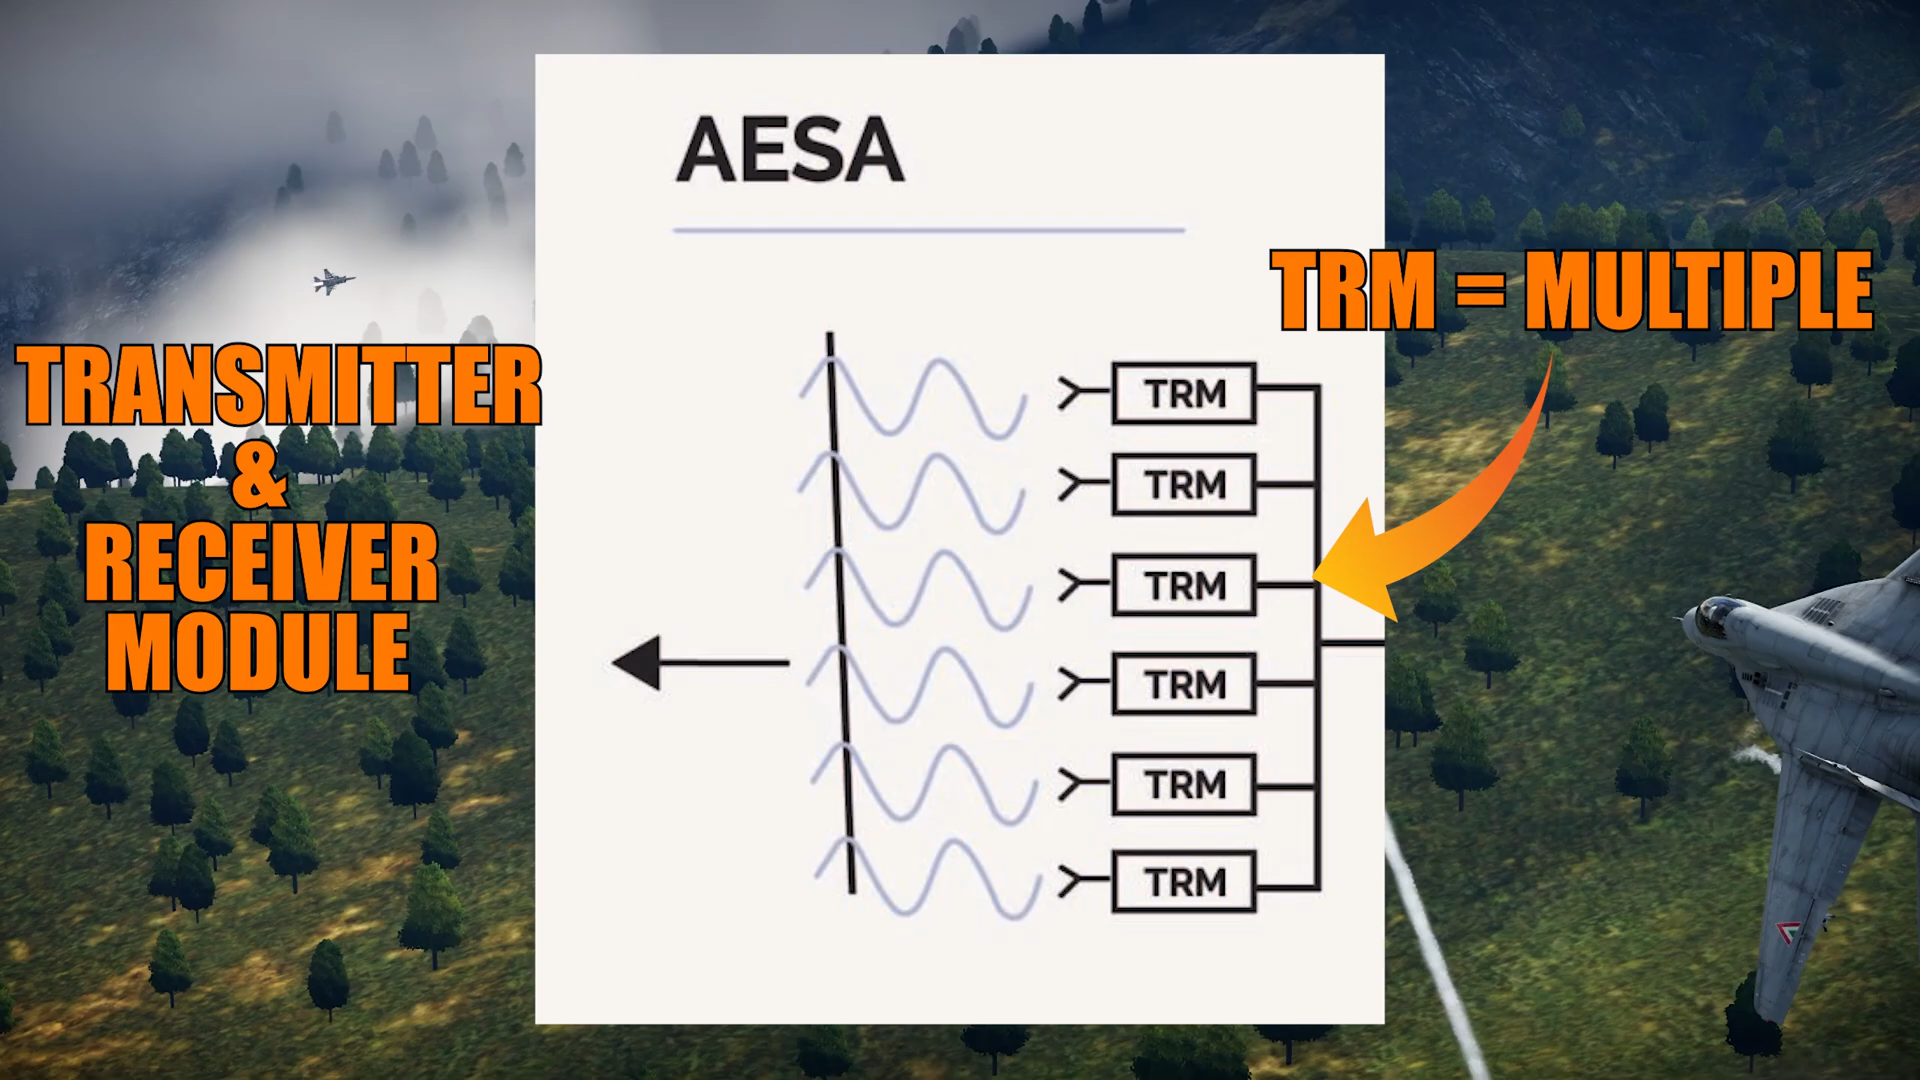 AESA
TRM = MULTIPLE
TRANSMITTER
&
RECEIVER
MODULE
TRM
TRM
TRM
TRM
TRM
TRM